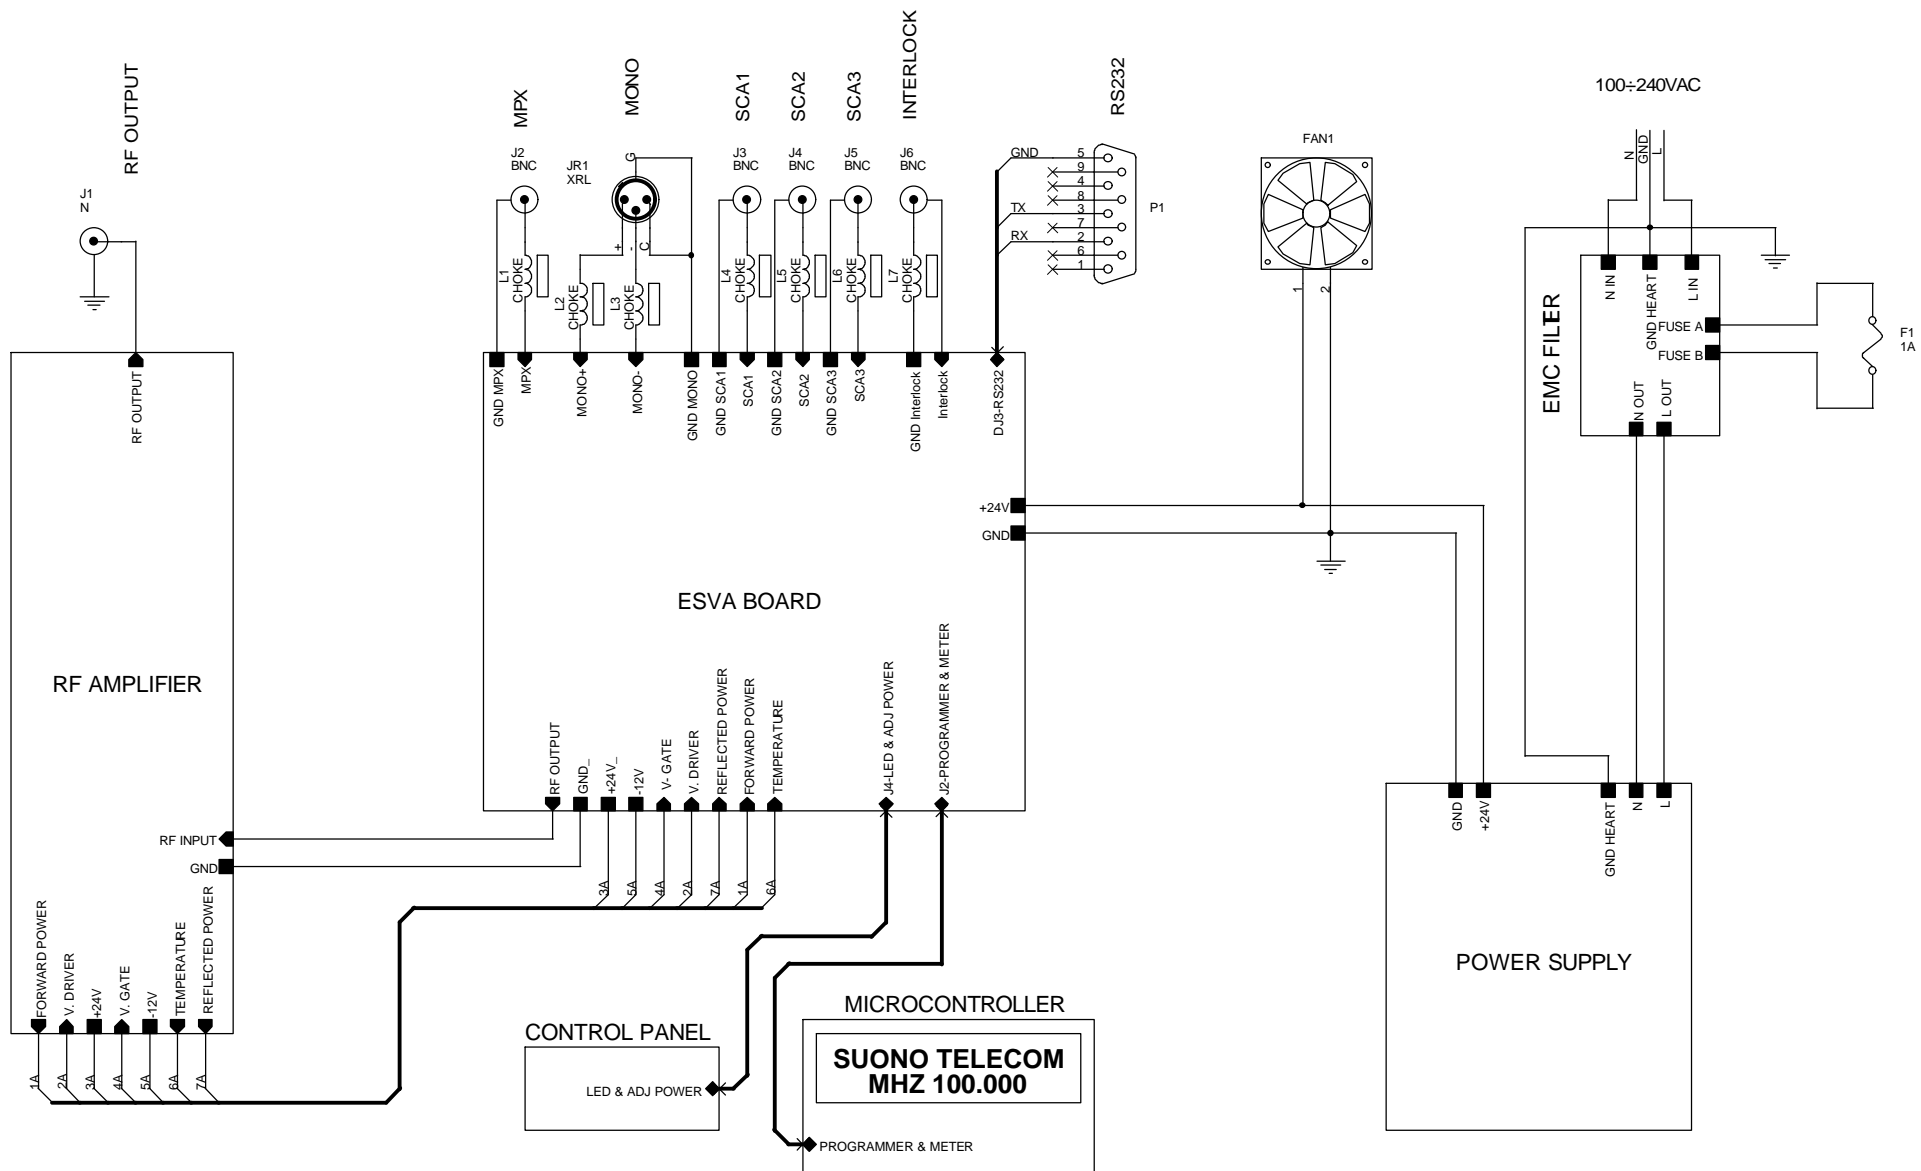 RF OUTPUT
J1
N
MPX
MONO
SCA1
SCA2
SCA3
INTERLOCK
RS232
J2
BNC
JR1
XRL
G
J3
BNC
J4
BNC
J5
BNC
J6
BNC
+
-
C
L1
CHOKE
L2
CHOKE
L3
CHOKE
L4
CHOKE
L5
CHOKE
L6
CHOKE
L7
CHOKE
GND
TX
RX
5
9
4
8
3
7
2
6
1
P1
FAN1
1
2
100÷240VAC
N
GND
L
EMC FILTER
N IN
GND HEART
L IN
FUSE A
FUSE B
N OUT
L OUT
F1
1A
RF OUTPUT
RF AMPLIFIER
RF INPUT
GND
FORWARD POWER
V. DRIVER
+24V
V. GATE
-12V
TEMPERATURE
REFLECTED POWER
1A
2A
3A
4A
5A
6A
7A
GND MPX
MPX
MONO+
MONO-
GND MONO
GND SCA1
SCA1
GND SCA2
SCA2
GND SCA3
SCA3
GND Interlock
Interlock
DJ3-RS232
+24V
GND
ESVA BOARD
RF OUTPUT
GND_
+24V_
-12V
V- GATE
V. DRIVER
REFLECTED POWER
FORWARD POWER
TEMPERATURE
J4-LED & ADJ POWER
J2-PROGRAMMER & METER
3A
5A
4A
2A
7A
1A
6A
CONTROL PANEL
LED & ADJ POWER
MICROCONTROLLER
SUONO TELECOM
MHZ 100.000
PROGRAMMER & METER
GND
+24V
GND HEART
N
L
POWER SUPPLY